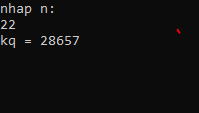 nhap n:
22
kq = 28657